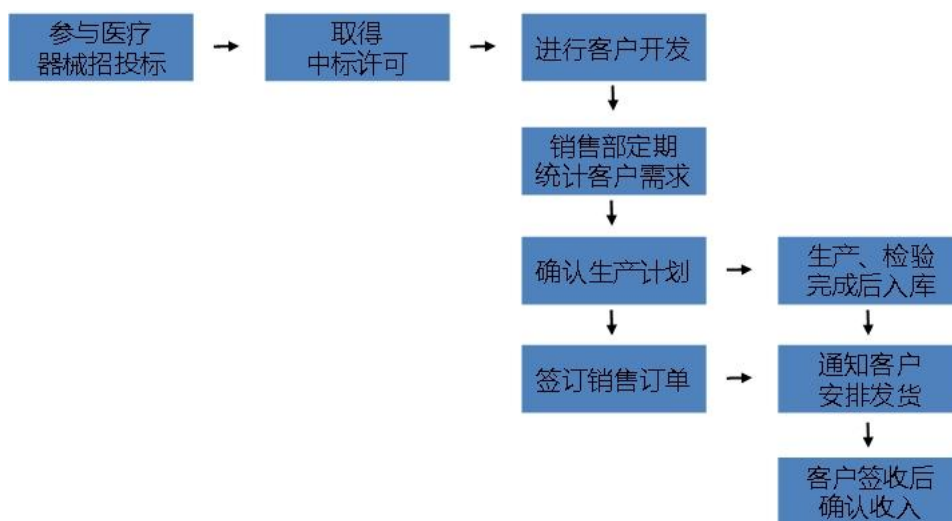 参与医疗
器械招投标
取得
中标许可
进行客户开发
销售部定期
统计客户需求
确认生产计划
生产、检验
完成后入库
签订销售订单
通知客户
安排发货
客户签收后
确认收入